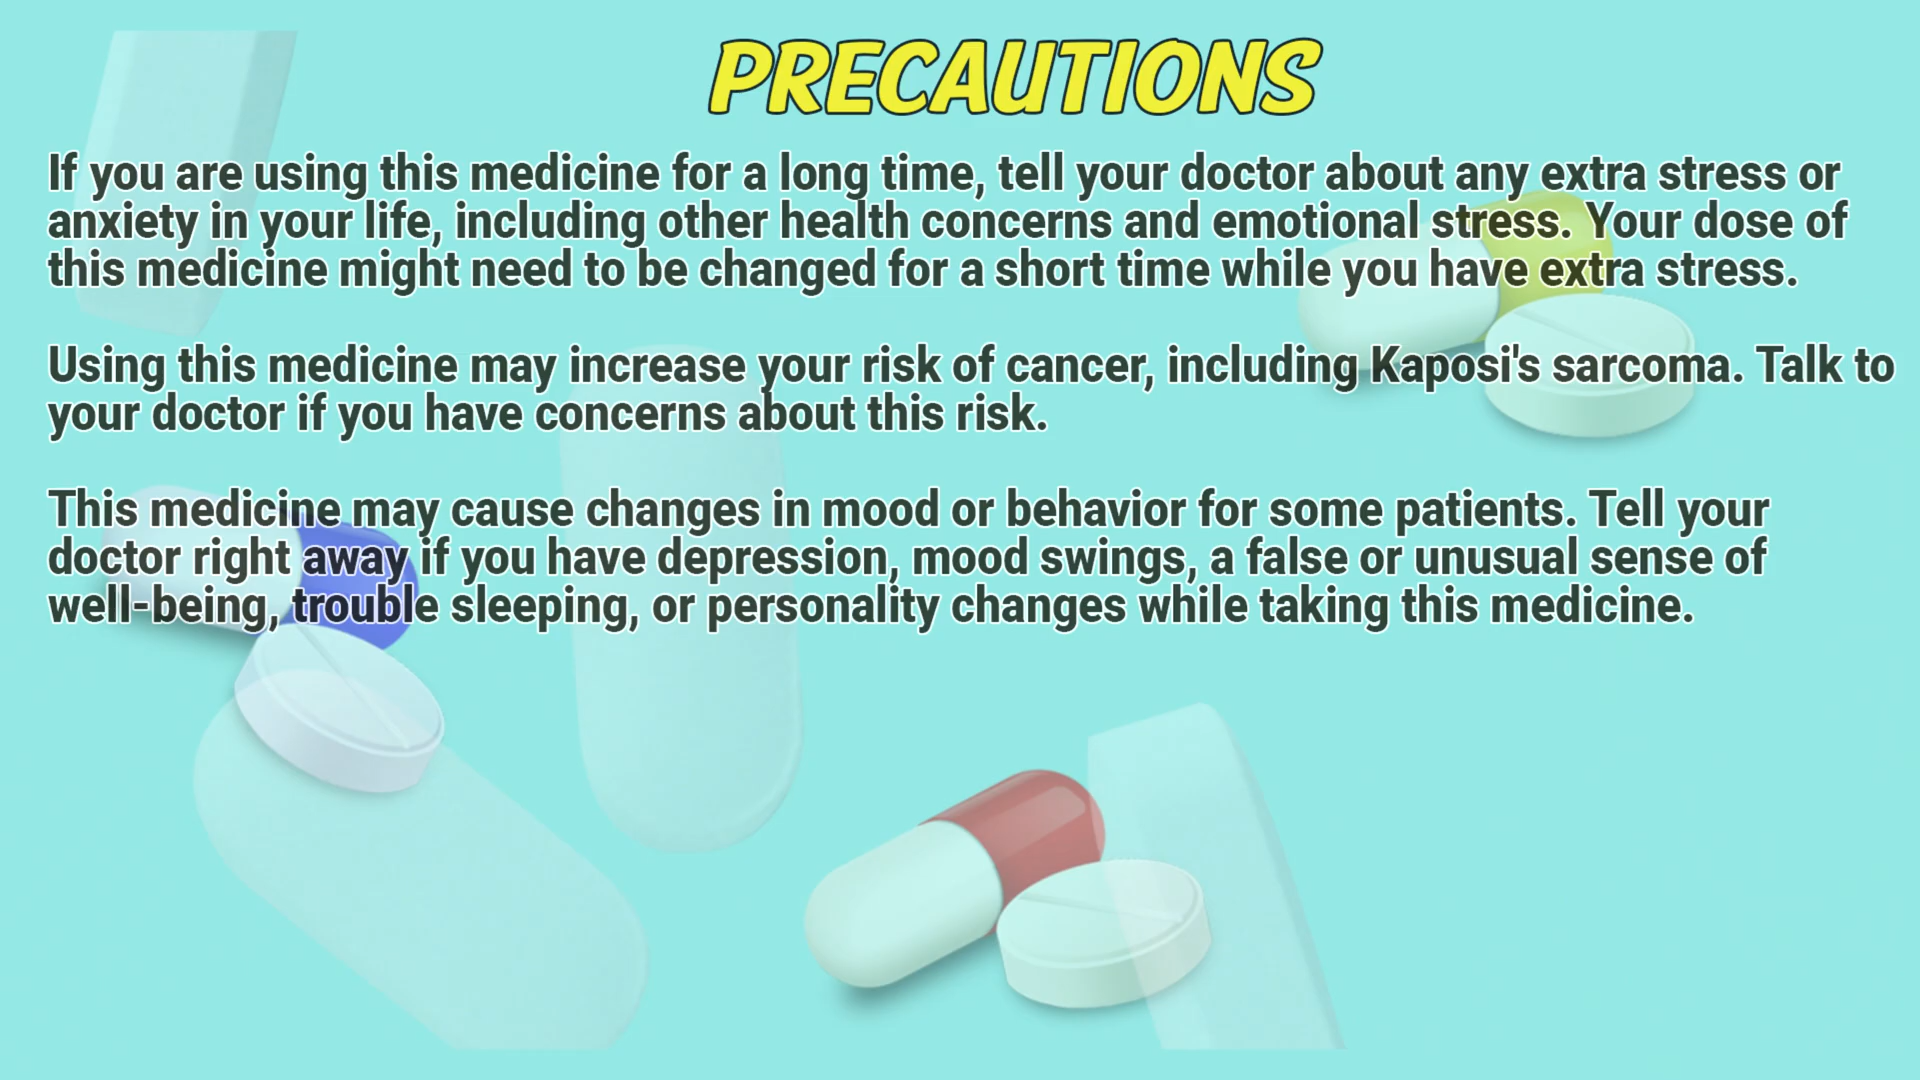 PRECAUTIONS
If you are using this medicine for a long time, tell your doctor about any extra stress or
anxiety in your life, including other health concerns and emotional stress. Your dose of
this medicine might need to be changed for a short time while you have extra stress.
Using this medicine may increase your risk of cancer, including Kaposi's sarcoma. Talk to
your doctor if you have concerns about this risk.
This medicine may cause changes in mood or behavior for some patients. Tell your
doctor right away if you have depression, mood swings, a false or unusual sense of
well-being, trouble sleeping, or personality changes while taking this medicine.